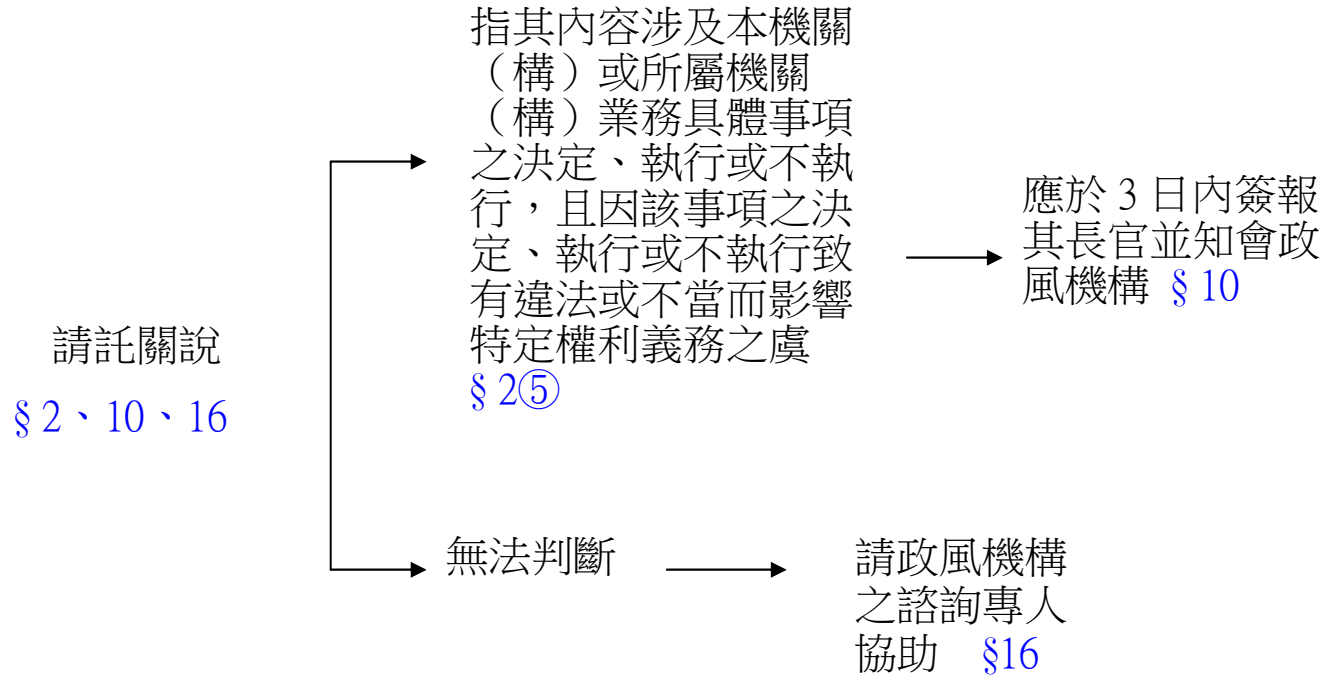 請託關說
§ 2、10、16
指其內容涉及本機關
（構）或所屬機關
（構）業務具體事項
之決定、執行或不執
行，且因該事項之決
定、執行或不執行致
有違法或不當而影響
特定權利義務之虞
§ 2⑤
應於 3 日內簽報
其長官並知會政
風機構 § 10
無法判斷
請政風機構
之諮詢專人
協助 §16